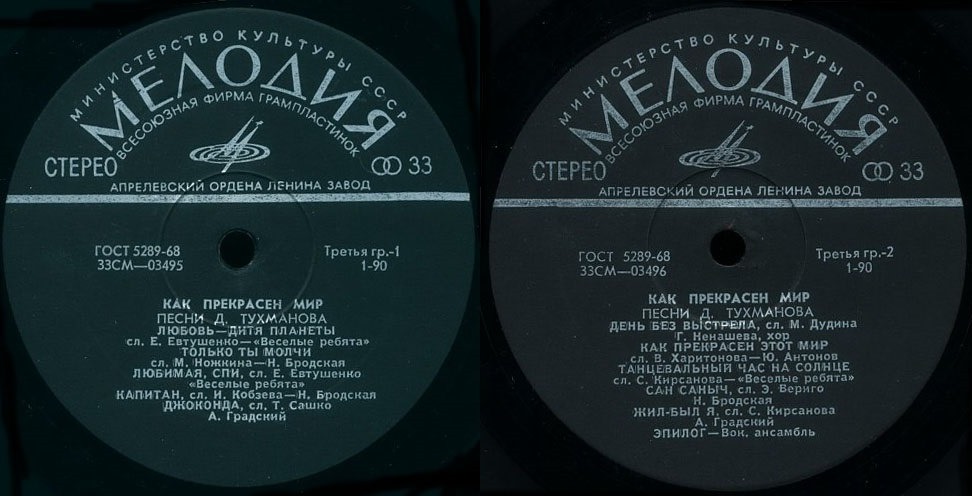 МИНИСТЕРСТВО КУЛЬТУРЫ СССР
МЕЛОДИЯ
ВСЕСОЮЗНАЯ ФИРМА ГРАМПЛАСТИНОК
СТЕРЕО 33
АПРЕЛЕВСКИЙ ОРДЕНА ЛЕНИНА ЗАВОД
ГОСТ 5289-68 Третья гр.-1
33СМ—03495 1-90
КАК ПРЕКРАСЕН МИР
ПЕСНИ Д. ТУХМАНОВА
ЛЮБОВЬ—ДИТЯ ПЛАНЕТЫ
сл. Е. Евтушенко—«Веселые ребята»
ТОЛЬКО ТЫ МОЛЧИ
сл. М. Ножкина—Н. Бродская
ЛЮБИМАЯ, СПИ, сл. Е. Евтушенко
«Веселые ребята»
КАПИТАН, сл. И. Кобзева—Н. Бродская
ДЖОКОНДА, сл. Т. Сашко
А. Градский
МИНИСТЕРСТВО КУЛЬТУРЫ СССР
МЕЛОДИЯ
ВСЕСОЮЗНАЯ ФИРМА ГРАМПЛАСТИНОК
СТЕРЕО 33
АПРЕЛЕВСКИЙ ОРДЕНА ЛЕНИНА ЗАВОД
ГОСТ 5289-68 Третья гр.-2
33СМ—03496 1-90
КАК ПРЕКРАСЕН МИР
ПЕСНИ Д. ТУХМАНОВА
ДЕНЬ БЕЗ ВЫСТРЕЛА, сл. М. Дудина
Г. Ненашева, хор
КАК ПРЕКРАСЕН ЭТОТ МИР
сл. В. Харитонова—Ю. Антонов
ТАНЦЕВАЛЬНЫЙ ЧАС НА СОЛНЦЕ
сл. С. Кирсанова—«Веселые ребята»
САН САНЫЧ, сл. Э. Вериго
Н. Бродская
ЖИЛ-БЫЛ Я, сл. С. Кирсанова
А. Градский
ЭПИЛОГ—Вок. ансамбль